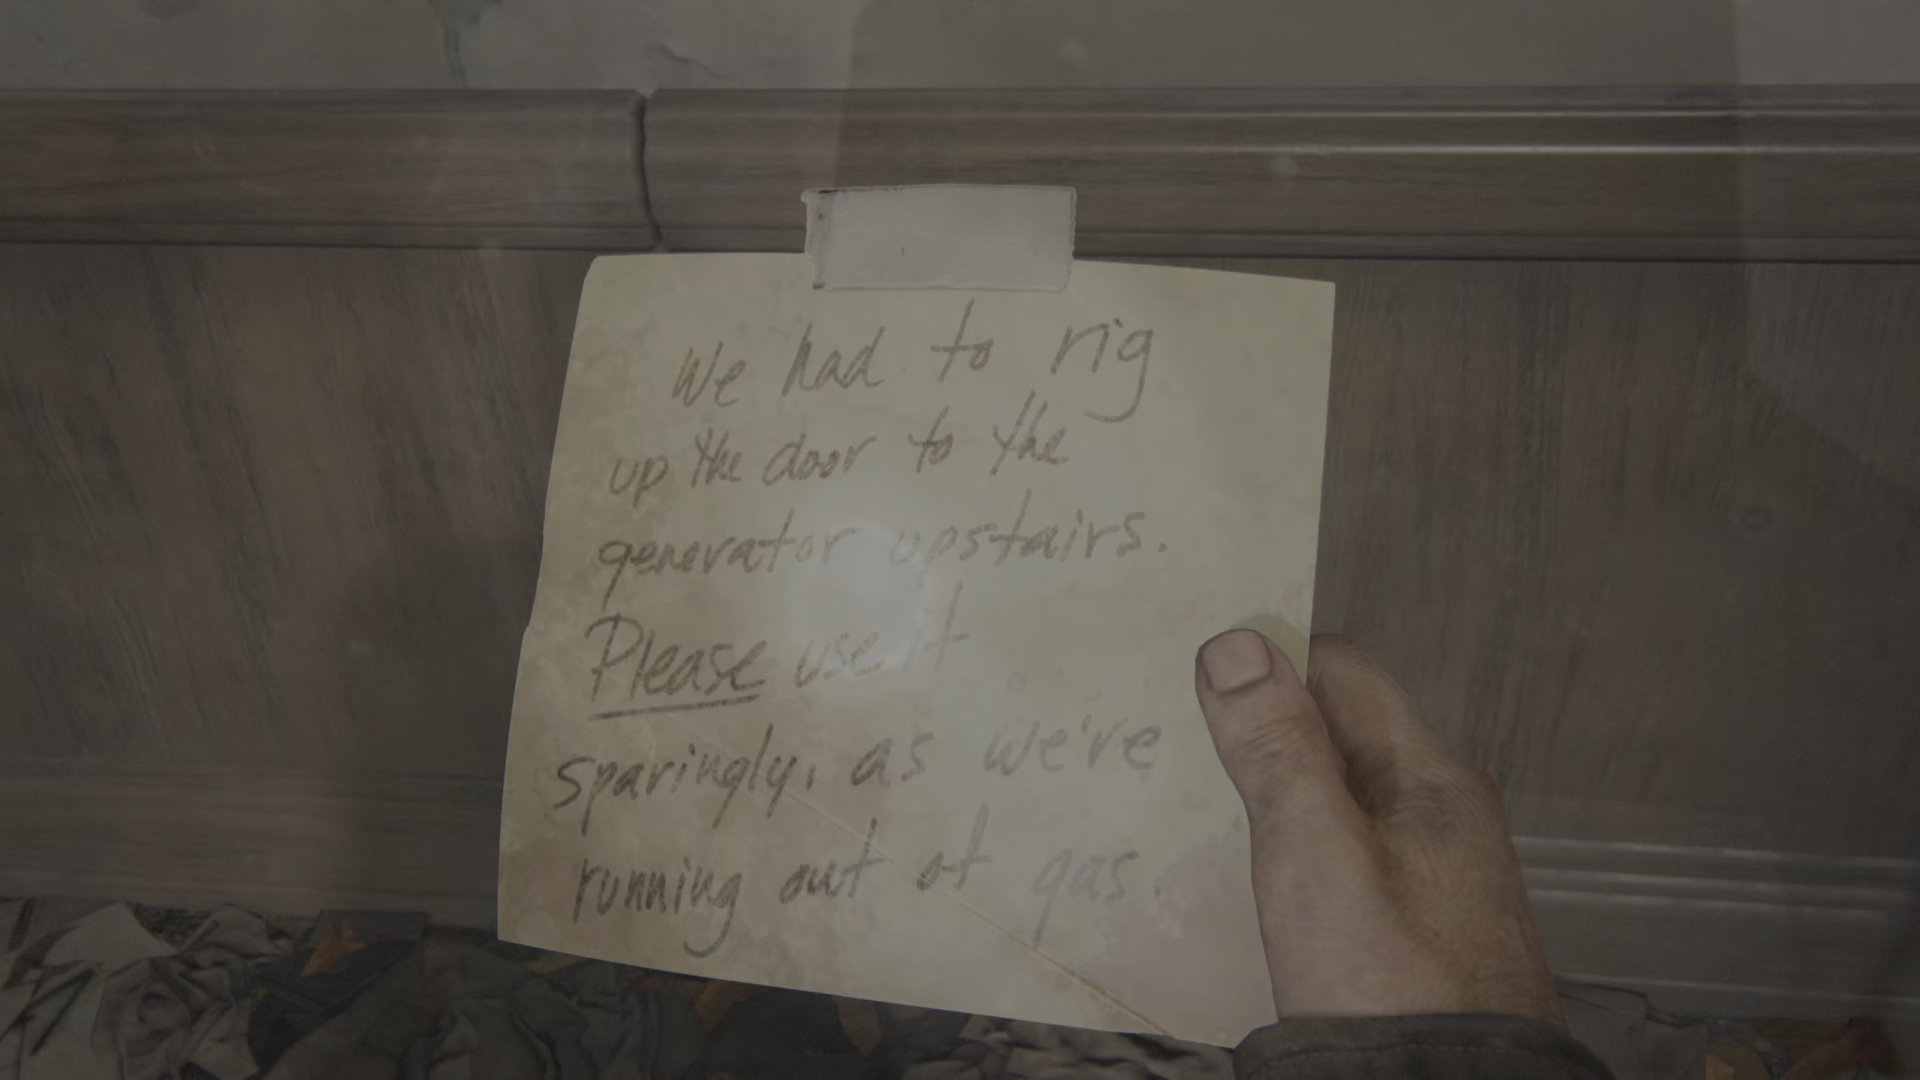 We had to rig
up the door to the
generator upstairs.
Please use it
sparingly, as we're
running out of gas.